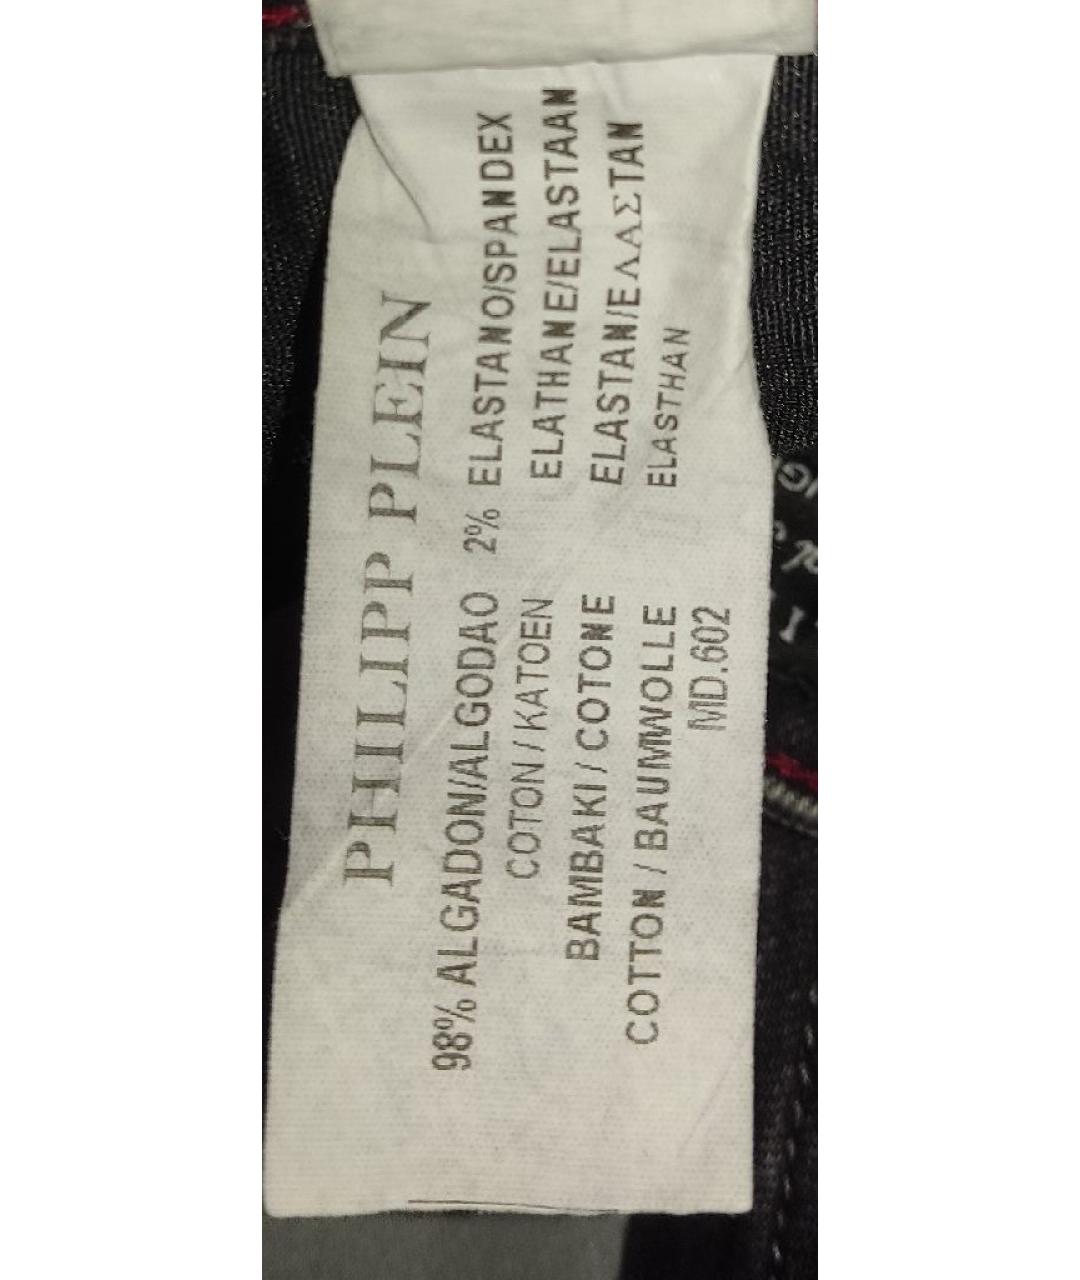 PHILIPP PLEIN
98% ALGADON/ALGODAO 2% ELASTANO/SPANDEX
COTON / KATOEN ELATHANE/ELASTAAN
BAMBAKI / COTONE ELASTAN/ΕΛΑΣΤΑΝ
COTTON / BAUMWOLLE ELASTHAN
MD.602